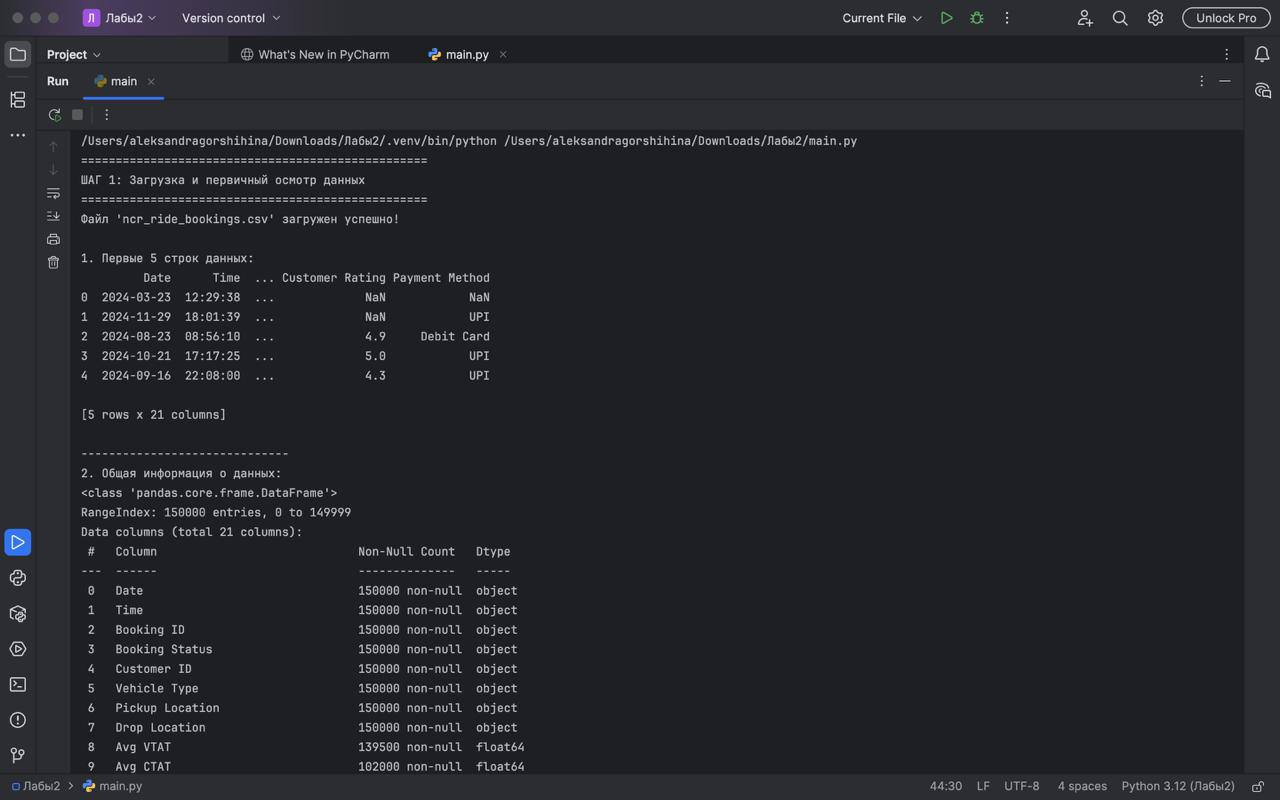 Л Лабы2 Version control Current File Unlock Pro
Project What's New in PyCharm main.py
Run main
/Users/aleksandragorshihina/Downloads/Лабы2/.venv/bin/python /Users/aleksandragorshihina/Downloads/Лабы2/main.py
==================================================
ШАГ 1: Загрузка и первичный осмотр данных
==================================================
Файл 'ncr_ride_bookings.csv' загружен успешно!
1. Первые 5 строк данных:
Date Time ... Customer Rating Payment Method
0 2024-03-23 12:29:38 ... NaN NaN
1 2024-11-29 18:01:39 ... NaN UPI
2 2024-08-23 08:56:10 ... 4.9 Debit Card
3 2024-10-21 17:17:25 ... 5.0 UPI
4 2024-09-16 22:08:00 ... 4.3 UPI
[5 rows x 21 columns]
------------------------------
2. Общая информация о данных:
<class 'pandas.core.frame.DataFrame'>
RangeIndex: 150000 entries, 0 to 149999
Data columns (total 21 columns):
# Column Non-Null Count Dtype
--- ------ -------------- -----
0 Date 150000 non-null object
1 Time 150000 non-null object
2 Booking ID 150000 non-null object
3 Booking Status 150000 non-null object
4 Customer ID 150000 non-null object
5 Vehicle Type 150000 non-null object
6 Pickup Location 150000 non-null object
7 Drop Location 150000 non-null object
8 Avg VTAT 139500 non-null float64
9 Avg CTAT 102000 non-null float64
Лабы2 > main.py 44:30 LF UTF-8 4 spaces Python 3.12 (Лабы2)